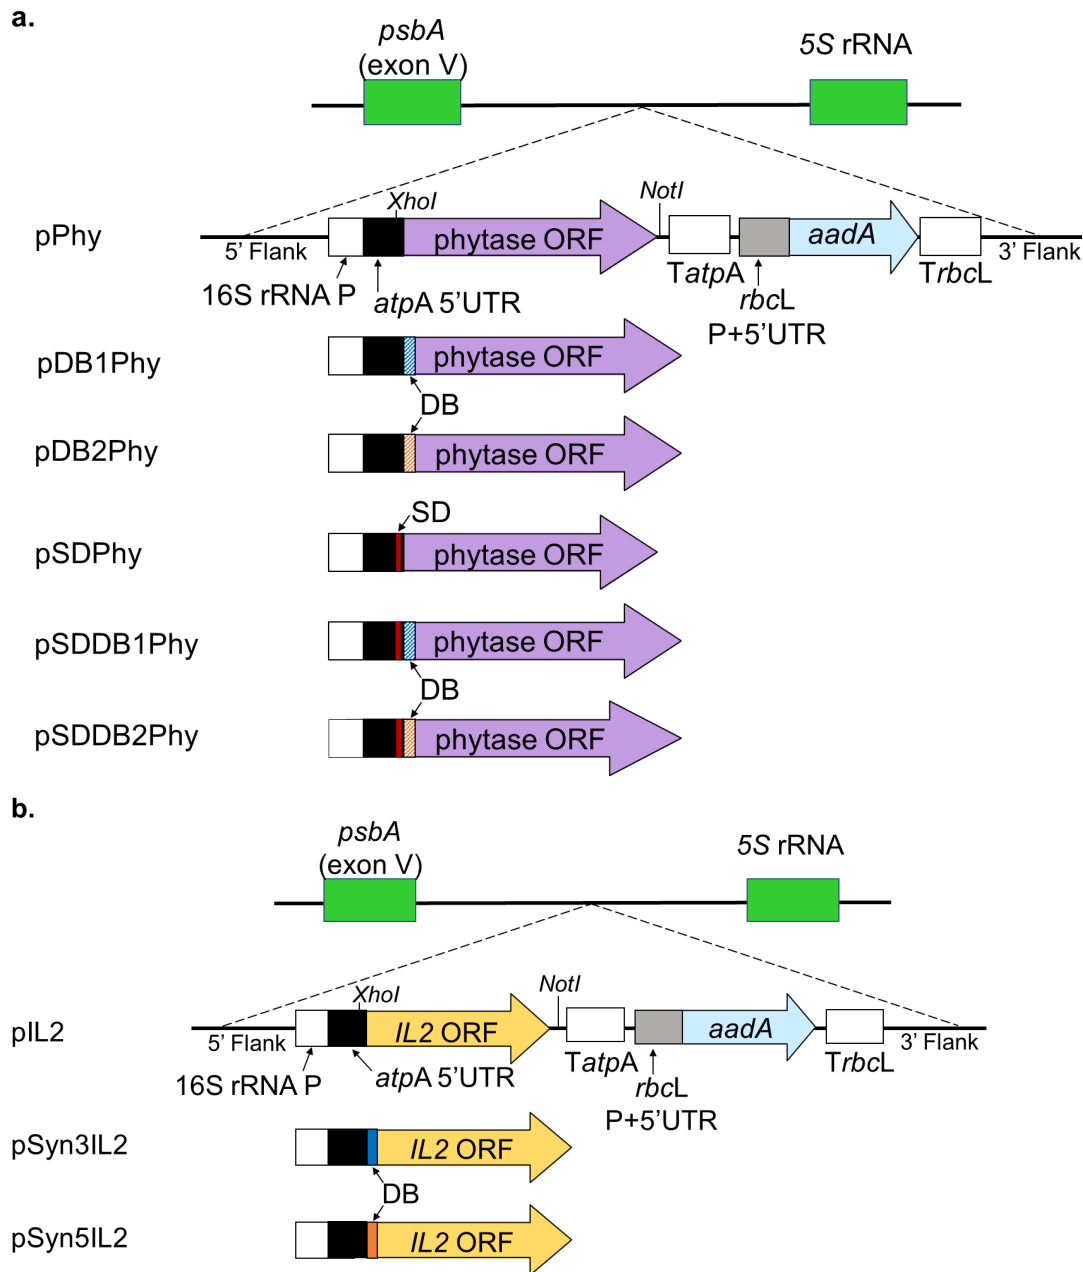 a.
psbA
(exon V)
5S rRNA
XhoI
NotI
pPhy
phytase ORF
aadA
5’ Flank
3’ Flank
16S rRNA P
atpA 5’UTR
TatpA
TrbcL
rbcL
P+5’UTR
pDB1Phy
phytase ORF
DB
pDB2Phy
phytase ORF
SD
pSDPhy
phytase ORF
pSDDB1Phy
phytase ORF
DB
pSDDB2Phy
phytase ORF
b.
psbA
(exon V)
5S rRNA
XhoI
NotI
pIL2
IL2 ORF
aadA
5’ Flank
3’ Flank
16S rRNA P
atpA 5’UTR
TatpA
TrbcL
rbcL
P+5’UTR
pSyn3IL2
IL2 ORF
DB
pSyn5IL2
IL2 ORF